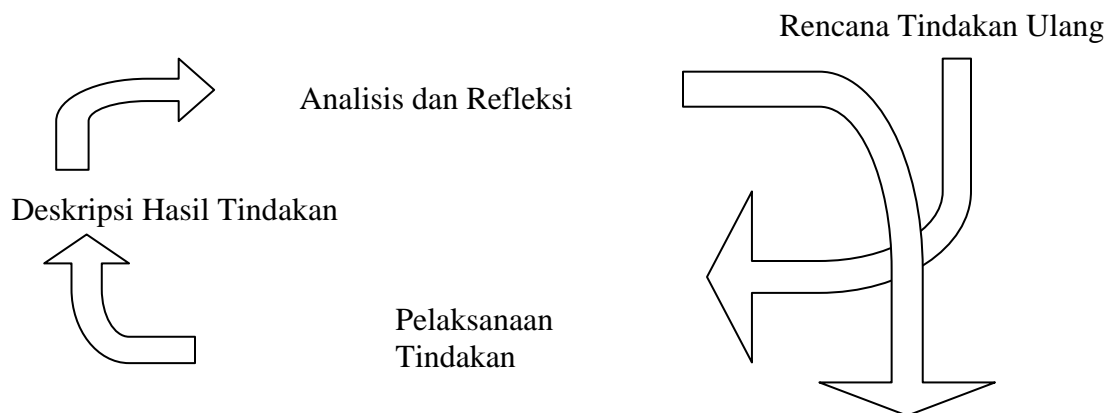 Rencana Tindakan Ulang
Analisis dan Refleksi
Deskripsi Hasil Tindakan
Pelaksanaan
Tindakan